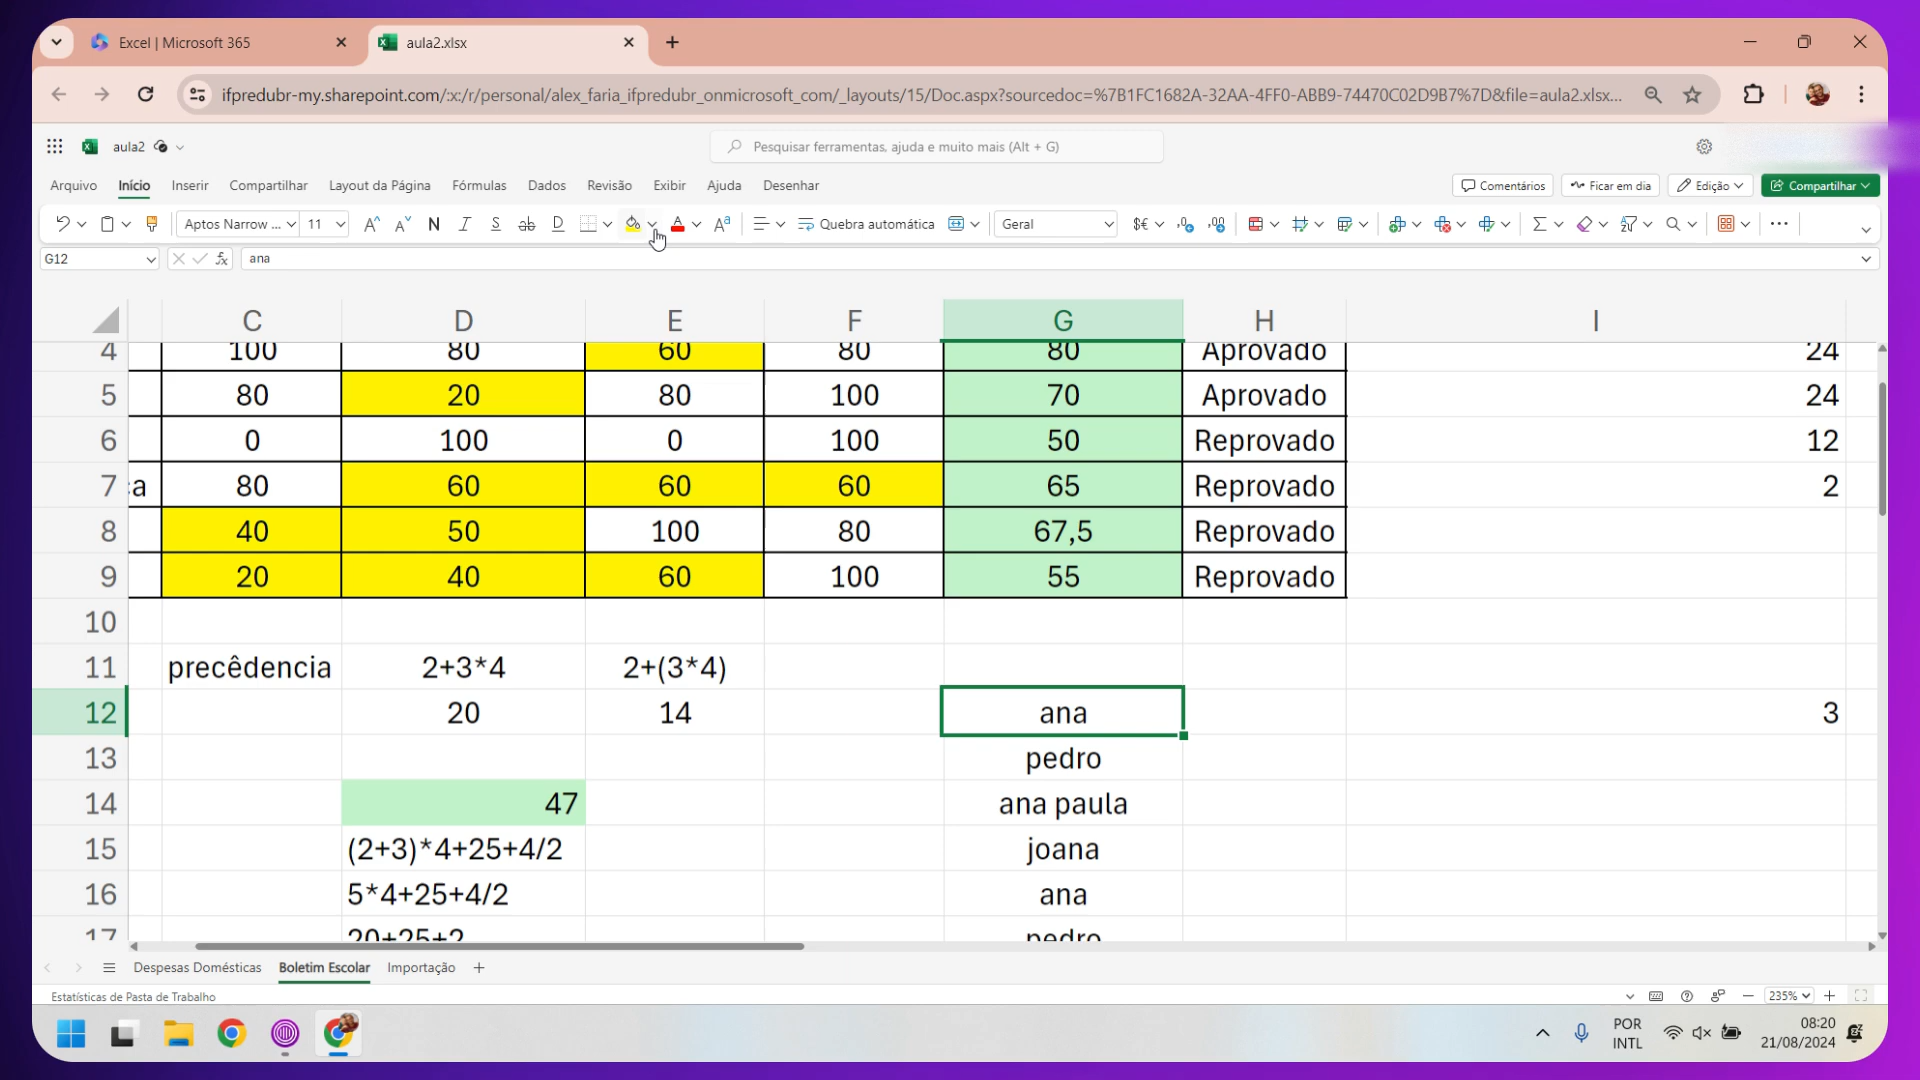 Excel | Microsoft 365
aula2.xlsx
ifpredubr-my.sharepoint.com/:x:/r/personal/alex_faria_ifpredubr_onmicrosoft_com/_layouts/15/Doc.aspx?sourcedoc=%7B1FC1682A-32AA-4FF0-ABB9-74470C02D9B7%7D&file=aula2.xlsx...
aula2
Pesquisar ferramentas, ajuda e muito mais (Alt + G)
Arquivo Início Inserir Compartilhar Layout da Página Fórmulas Dados Revisão Exibir Ajuda Desenhar
Comentários Ficar em dia Edição Compartilhar
Aptos Narrow ... 11 N I S ab D Quebra automática Geral
G12 fx ana
C D E F G H I
4 100 80 60 80 80 Aprovado 24
5 80 20 80 100 70 Aprovado 24
6 0 100 0 100 50 Reprovado 12
7 :a 80 60 60 60 65 Reprovado 2
8 40 50 100 80 67,5 Reprovado
9 20 40 60 100 55 Reprovado
10
11 precêdencia 2+3*4 2+(3*4)
12 20 14 ana 3
13 pedro
14 47 ana paula
15 (2+3)*4+25+4/2 joana
16 5*4+25+4/2 ana
17 20+25+2 pedro
Despesas Domésticas Boletim Escolar Importação
Estatísticas de Pasta de Trabalho
235%
POR
INTL
08:20
21/08/2024